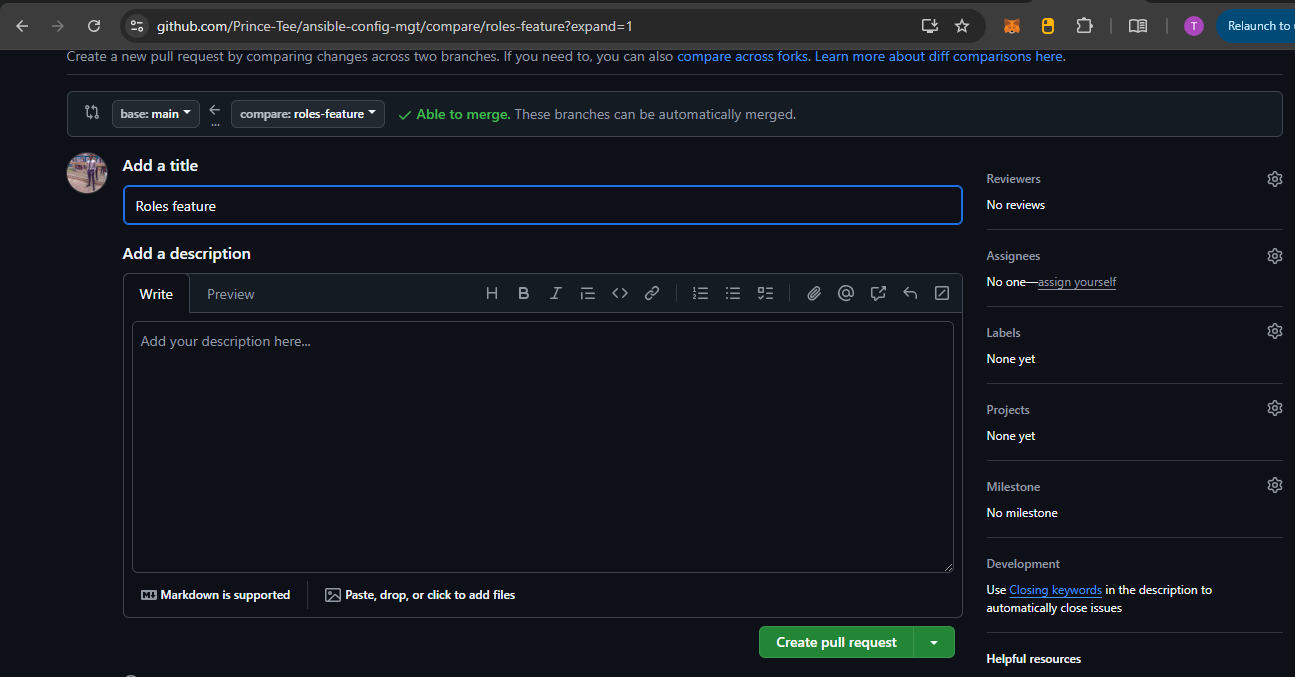 github.com/Prince-Tee/ansible-config-mgt/compare/roles-feature?expand=1
T
Relaunch to
Create a new pull request by comparing changes across two branches. If you need to, you can also compare across forks. Learn more about diff comparisons here.
base: main
...
compare: roles-feature
Able to merge. These branches can be automatically merged.
Add a title
Roles feature
Add a description
Write
Preview
Add your description here...
Markdown is supported
Paste, drop, or click to add files
Create pull request
Reviewers
No reviews
Assignees
No one—assign yourself
Labels
None yet
Projects
None yet
Milestone
No milestone
Development
Use Closing keywords in the description to
automatically close issues
Helpful resources